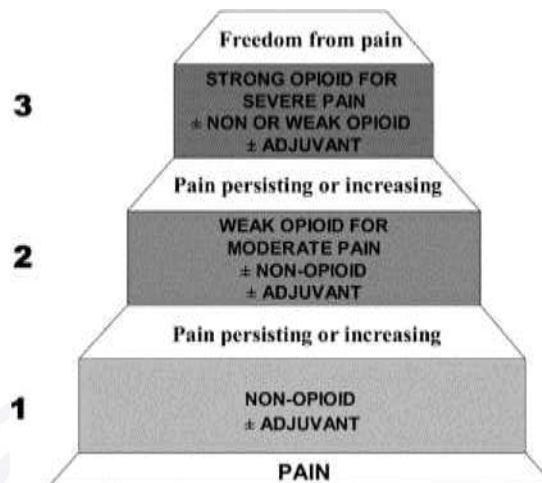 Freedom from pain
3
STRONG OPIOID FOR
SEVERE PAIN
± NON OR WEAK OPIOID
± ADJUVANT
Pain persisting or increasing
2
WEAK OPIOID FOR
MODERATE PAIN
± NON-OPIOID
± ADJUVANT
Pain persisting or increasing
1
NON-OPIOID
± ADJUVANT
PAIN